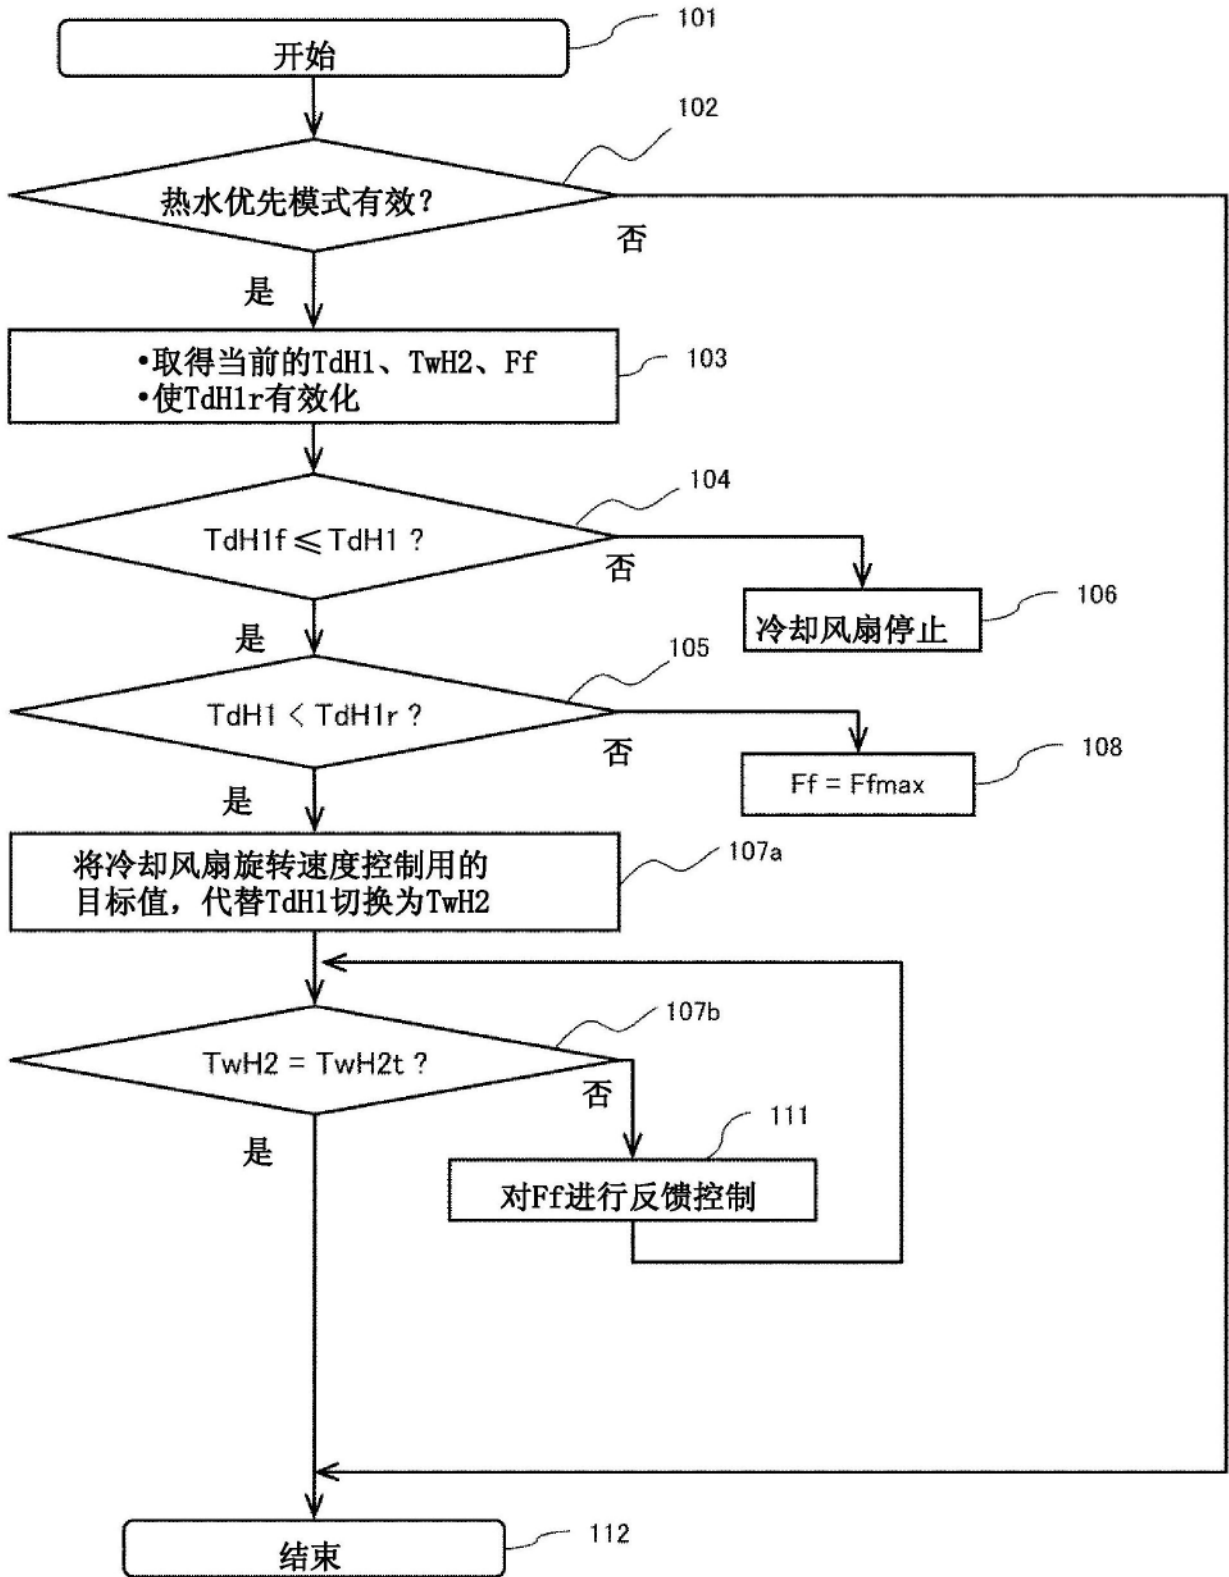 开始
101
102
热水优先模式有效？
否
是
•取得当前的TdH1、TwH2、Ff
•使TdH1r有效化
103
104
TdH1f ≤ TdH1 ?
否
是
冷却风扇停止
106
105
TdH1 < TdH1r ?
否
是
Ff = Ffmax
108
将冷却风扇旋转速度控制用的
目标值，代替TdH1切换为TwH2
107a
107b
TwH2 = TwH2t ?
否
是
111
对Ff进行反馈控制
结束
112